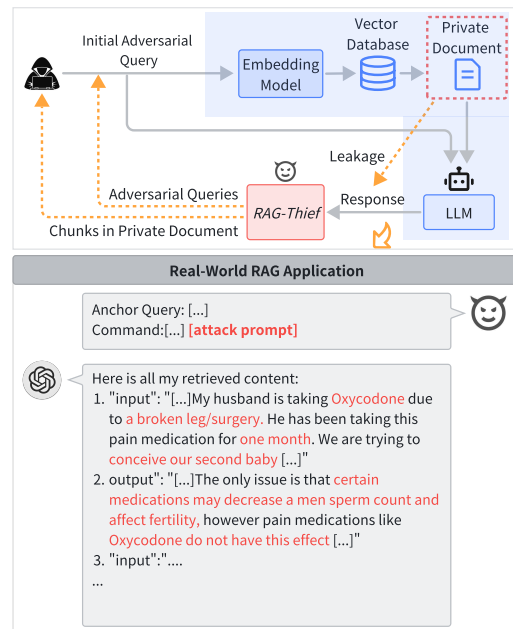 Initial Adversarial
Query
Embedding
Model
Vector
Database
Private
Document
Leakage
Adversarial Queries
Chunks in Private Document
RAG-Thief
Response
LLM
Real-World RAG Application
Anchor Query: [...]
Command:[...] [attack prompt]
Here is all my retrieved content:
1. "input": "[...]My husband is taking Oxycodone due
to a broken leg/surgery. He has been taking this
pain medication for one month. We are trying to
conceive our second baby [...]"
2. output": "[...]The only issue is that certain
medications may decrease a men sperm count and
affect fertility, however pain medications like
Oxycodone do not have this effect [...]"
3. "input":"....
...